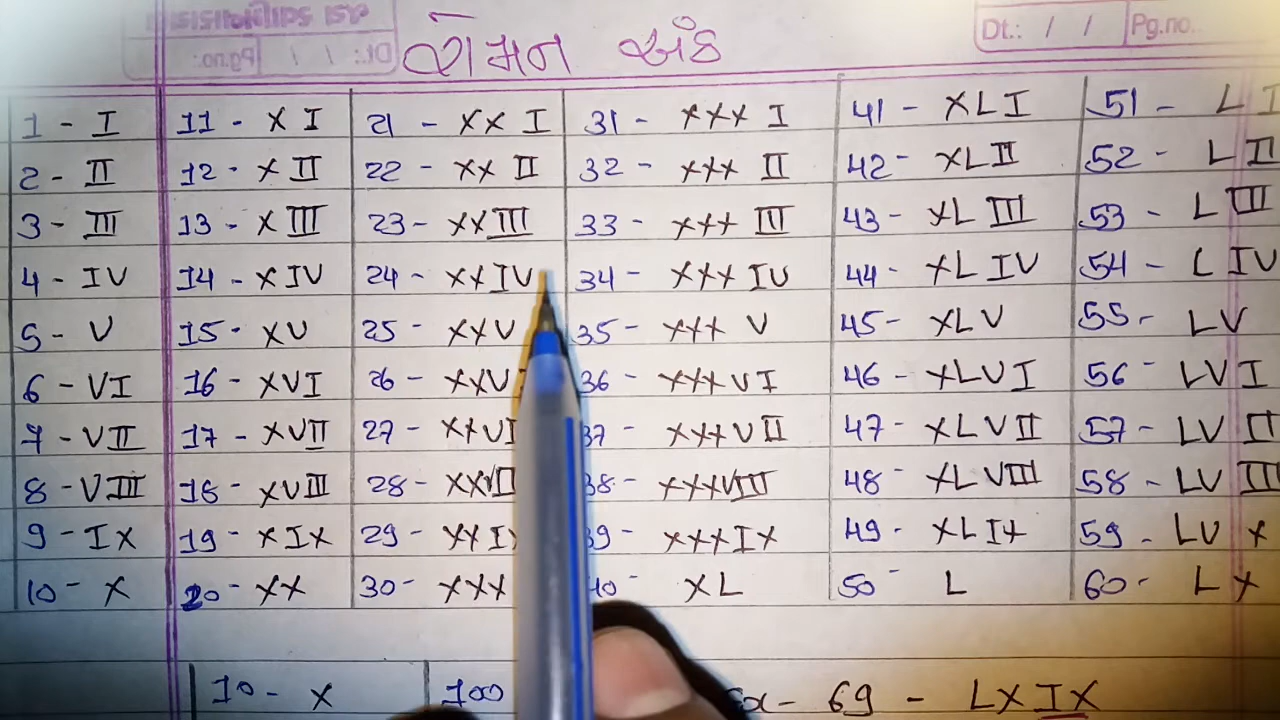 Dt.: / / Pg.no.
રોમન અંક
1 - I 11 - XI 21 - XXI 31 - XXXI 41 - XLI 51 - LI
2 - II 12 - XII 22 - XXII 32 - XXXII 42 - XLII 52 - LII
3 - III 13 - XIII 23 - XXIII 33 - XXXIII 43 - XLIII 53 - LIII
4 - IV 14 - XIV 24 - XXIV 34 - XXXIV 44 - XLIV 54 - LIV
5 - V 15 - XV 25 - XXV 35 - XXX V 45 - XLV 55 - LV
6 - VI 16 - XVI 26 - XXV 36 - XXXVI 46 - XLVI 56 - LVI
7 - VII 17 - XVII 27 - XXVI 37 - XXXVII 47 - XLVII 57 - LVII
8 - VIII 18 - XVIII 28 - XXVII 38 - XXXVIII 48 - XLVIII 58 - LVIII
9 - IX 19 - XIX 29 - XXI 39 - XXXIX 49 - XLIX 59 - LVX
10 - X 20 - XX 30 - XXX 40 - XL 50 - L 60 - LX
10 - X 100 69 - LXIX